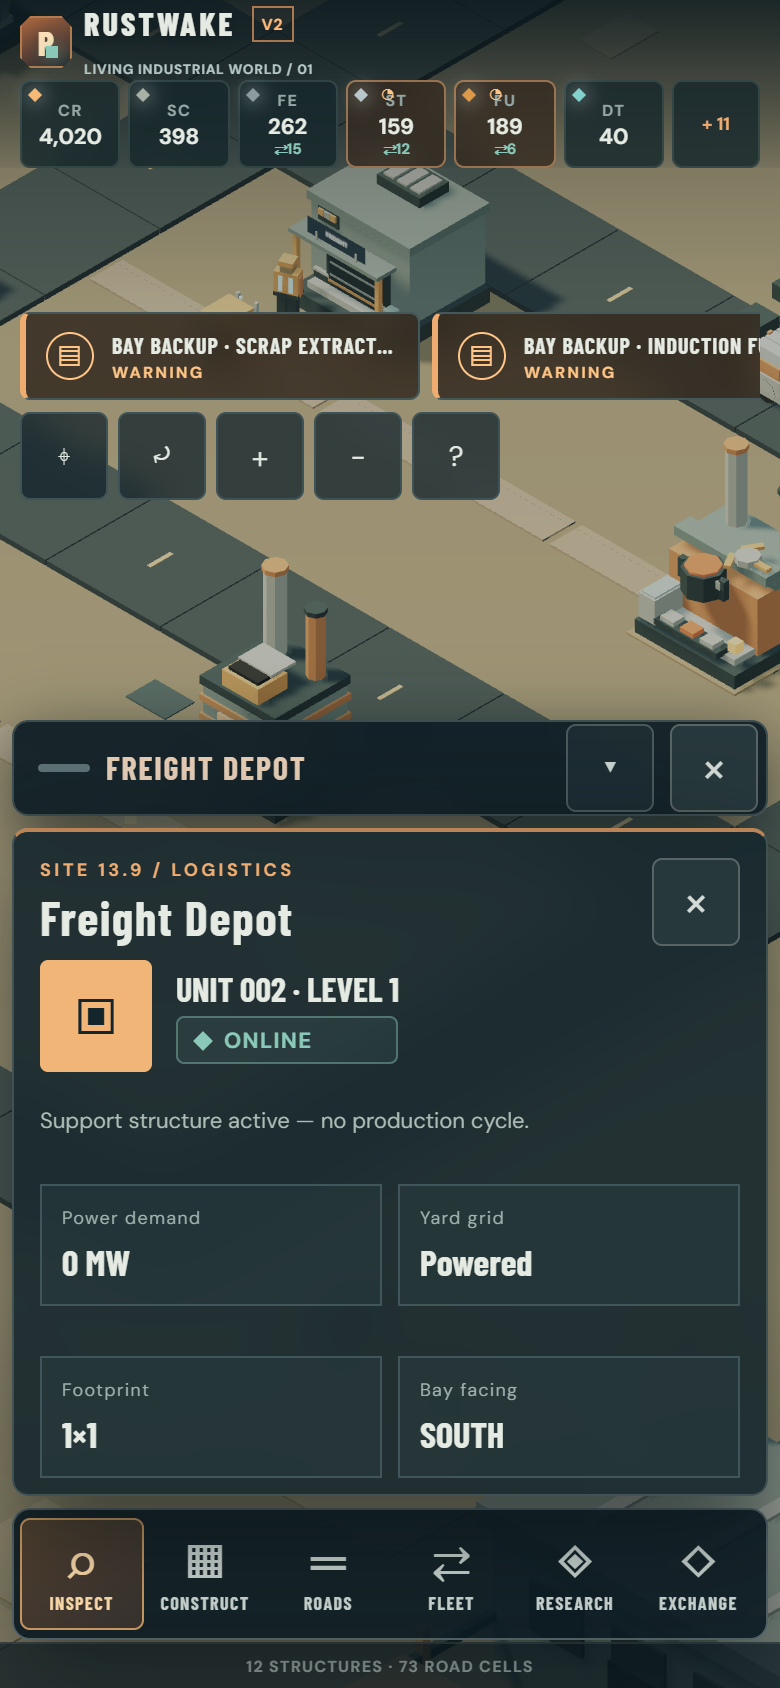 RUSTWAKE V2
LIVING INDUSTRIAL WORLD / 01
CR
4,020
SC
398
FE
262
⇄15
ST
159
⇄12
FU
189
⇄6
DT
40
+ 11
BAY BACKUP · SCRAP EXTRACT...
WARNING
BAY BACKUP · INDUCTION
WARNING
+
-
?
FREIGHT DEPOT
▼
×
SITE 13.9 / LOGISTICS
Freight Depot
×
UNIT 002 · LEVEL 1
◆ ONLINE
Support structure active — no production cycle.
Power demand
0 MW
Yard grid
Powered
Footprint
1×1
Bay facing
SOUTH
INSPECT
CONSTRUCT
ROADS
FLEET
RESEARCH
EXCHANGE
12 STRUCTURES · 73 ROAD CELLS